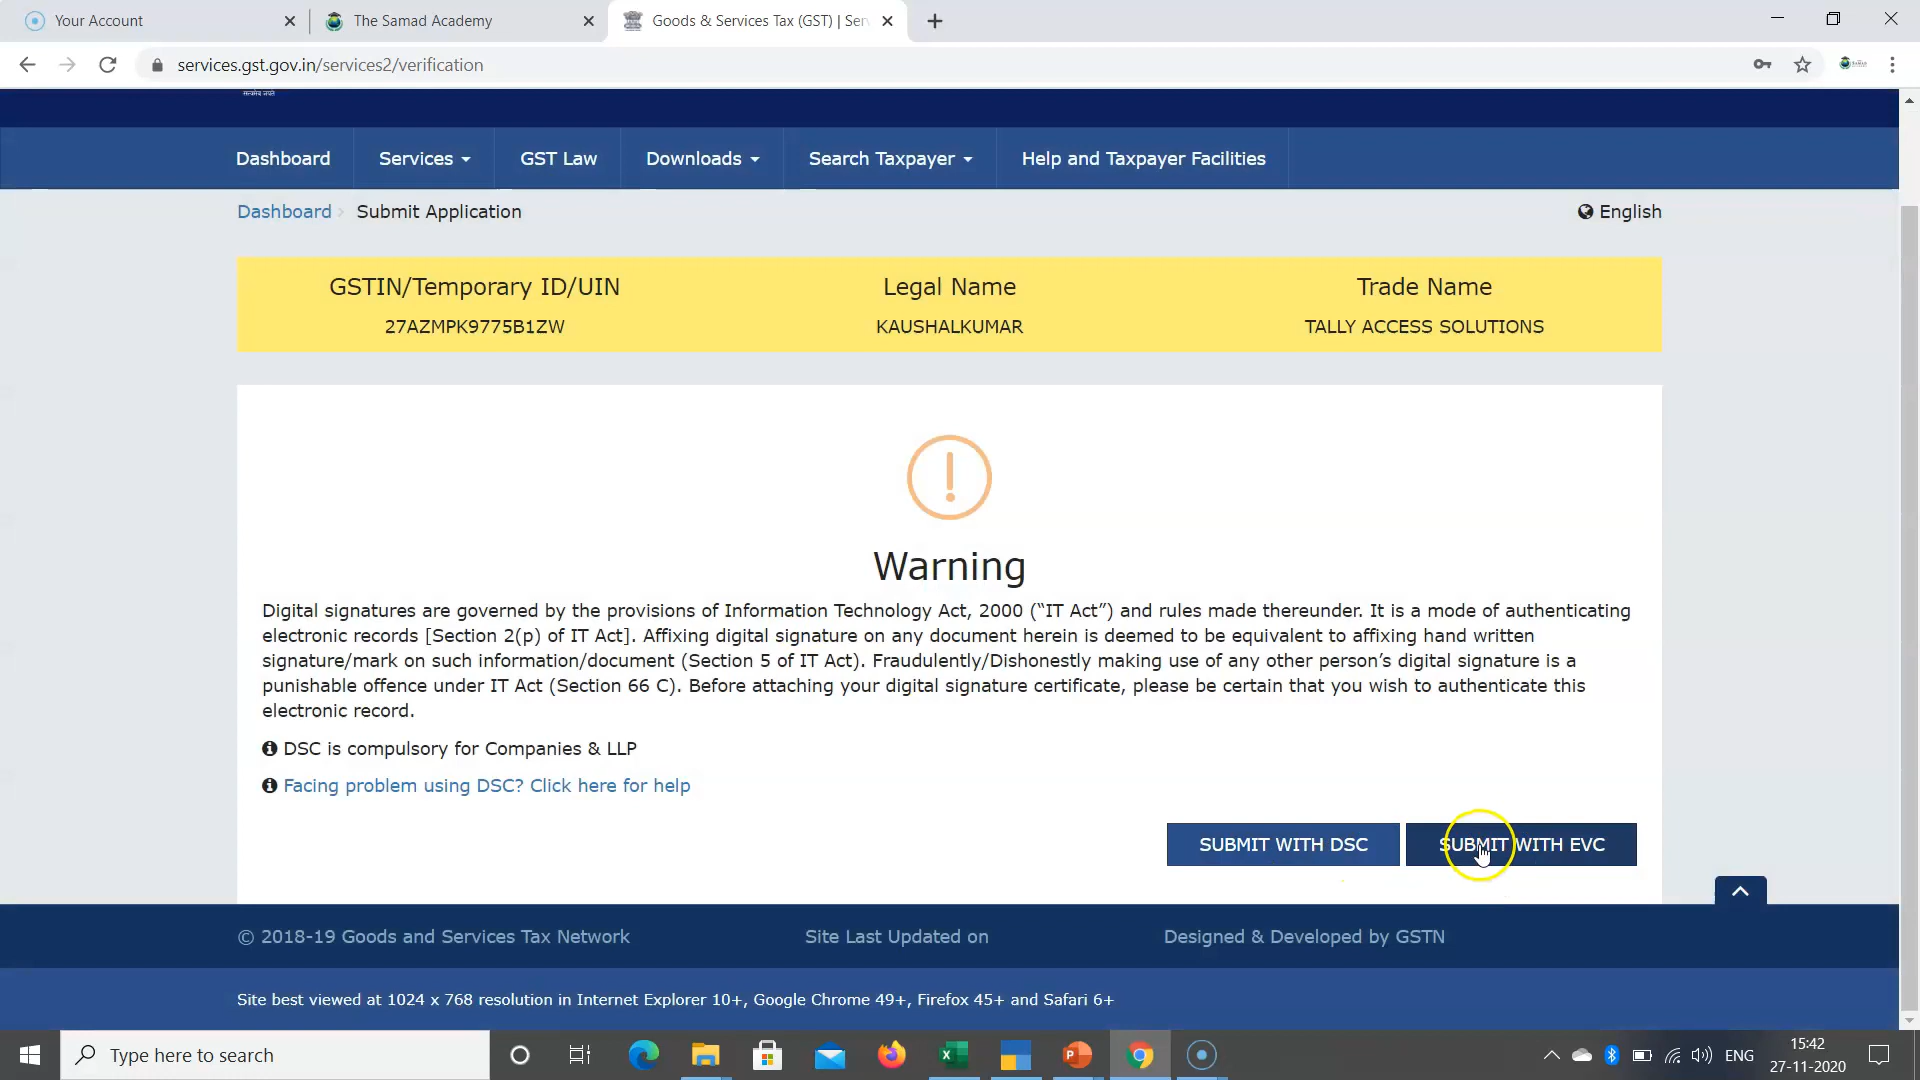 Your Account
The Samad Academy
Goods & Services Tax (GST) | Ser
services.gst.gov.in/services2/verification
सत्यमेव जयते
Dashboard
Services
GST Law
Downloads
Search Taxpayer
Help and Taxpayer Facilities
Dashboard
Submit Application
English
GSTIN/Temporary ID/UIN
Legal Name
Trade Name
27AZMPK9775B1ZW
KAUSHALKUMAR
TALLY ACCESS SOLUTIONS
Warning
Digital signatures are governed by the provisions of Information Technology Act, 2000 (“IT Act”) and rules made thereunder. It is a mode of authenticating
electronic records [Section 2(p) of IT Act]. Affixing digital signature on any document herein is deemed to be equivalent to affixing hand written
signature/mark on such information/document (Section 5 of IT Act). Fraudulently/Dishonestly making use of any other person’s digital signature is a
punishable offence under IT Act (Section 66 C). Before attaching your digital signature certificate, please be certain that you wish to authenticate this
electronic record.
DSC is compulsory for Companies & LLP
Facing problem using DSC? Click here for help
SUBMIT WITH DSC
SUBMIT WITH EVC
© 2018-19 Goods and Services Tax Network
Site Last Updated on
Designed & Developed by GSTN
Site best viewed at 1024 x 768 resolution in Internet Explorer 10+, Google Chrome 49+, Firefox 45+ and Safari 6+
Type here to search
ENG
15:42
27-11-2020